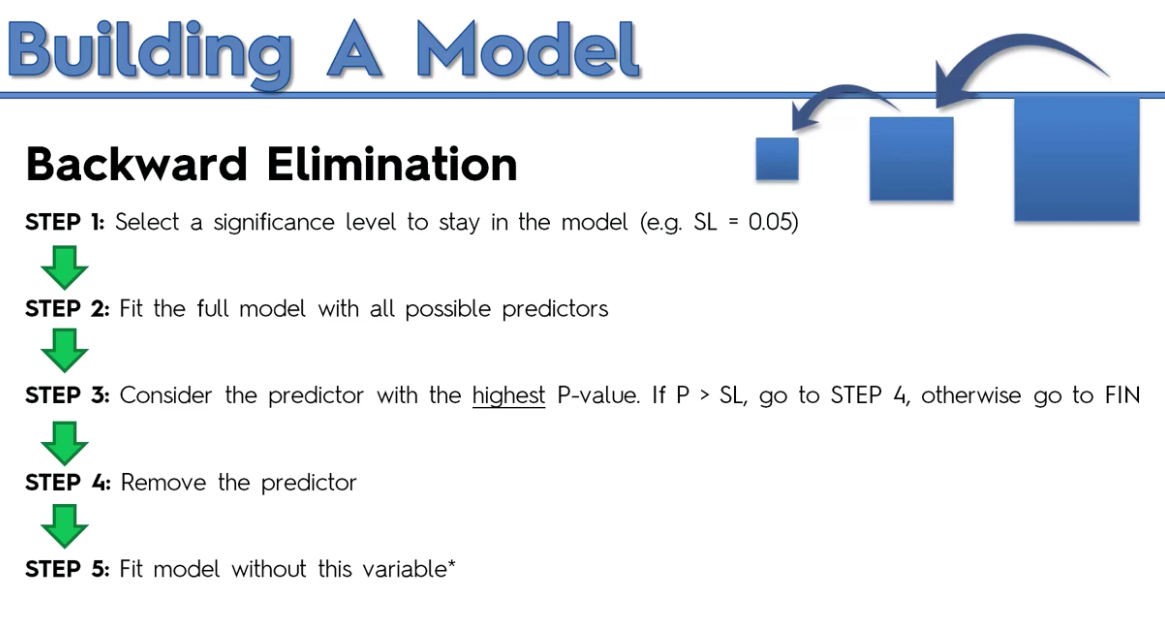 Building A Model
Backward Elimination
STEP 1: Select a significance level to stay in the model (e.g. SL = 0.05)
STEP 2: Fit the full model with all possible predictors
STEP 3: Consider the predictor with the highest P-value. If P > SL, go to STEP 4, otherwise go to FIN
STEP 4: Remove the predictor
STEP 5: Fit model without this variable*